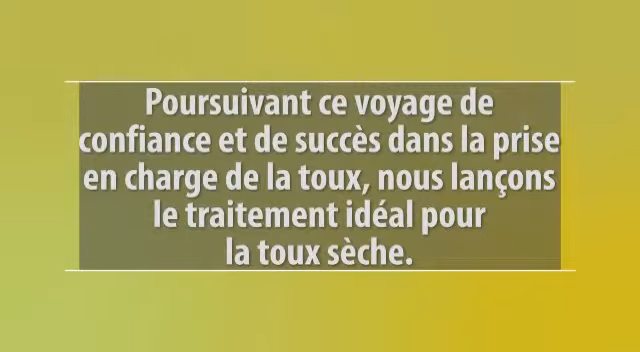 Poursuivant ce voyage de
confiance et de succès dans la prise
en charge de la toux, nous lançons
le traitement idéal pour
la toux sèche.